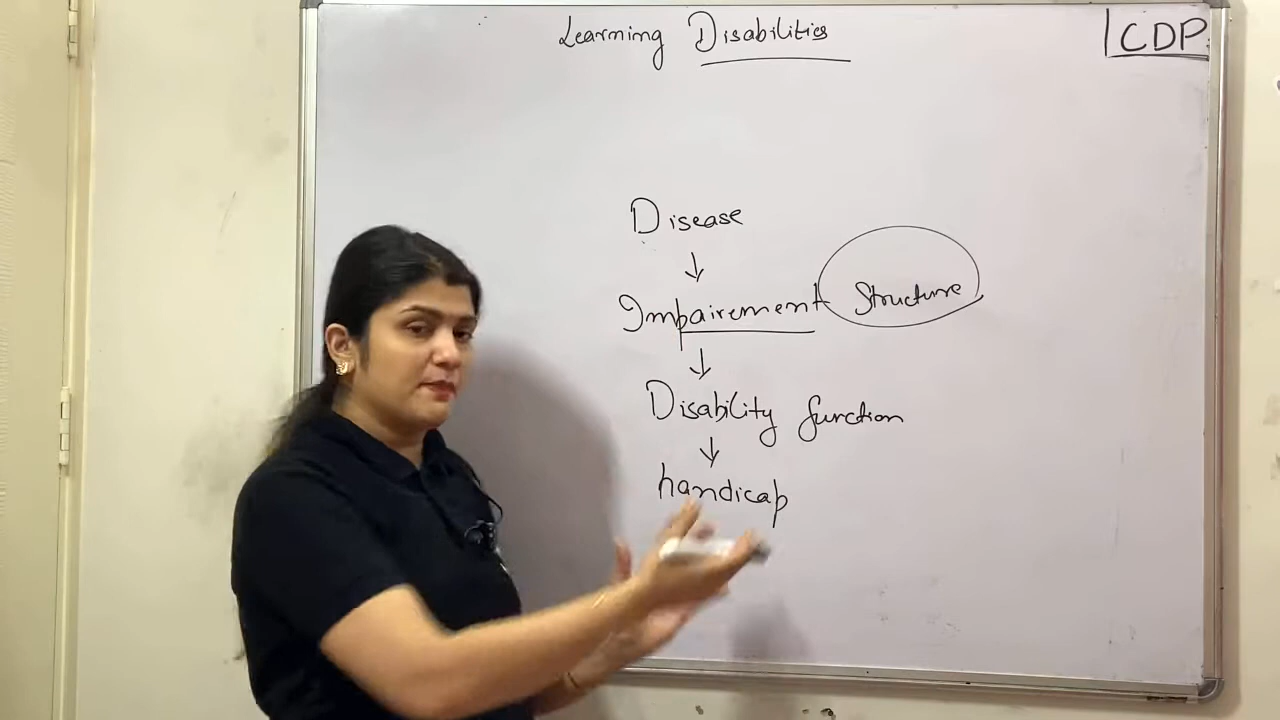 Learning Disabilities
CDP
Disease
↓
Impairement Structure
↓
Disability function
↓
handicap